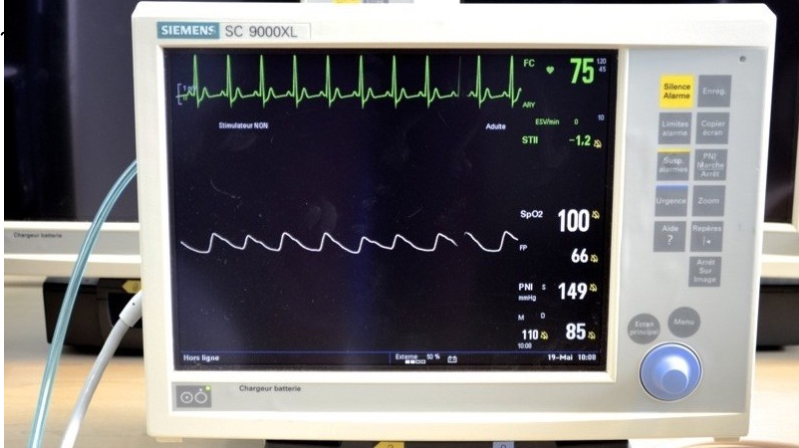 SIEMENS SC 9000XL
FC 75 120
45
ARY
ESV/min 0 10
Stimulateur NON Adulte
STII -1.2
SpO2 100
FP 66
PNI S 149
mmHg
M D
110 85
10:00
Hors ligne Externe 50 % 19-Mai 10:08
Chargeur batterie
Silence
Alarme
Enreg.
Limites
alarme
Copier
écran
Susp.
alarmes
PNI
Marche
Arrêt
Urgence
Zoom
Aide
?
Repères
Arrêt
Sur
Image
Ecran
principal
Menu
Chargeur batterie